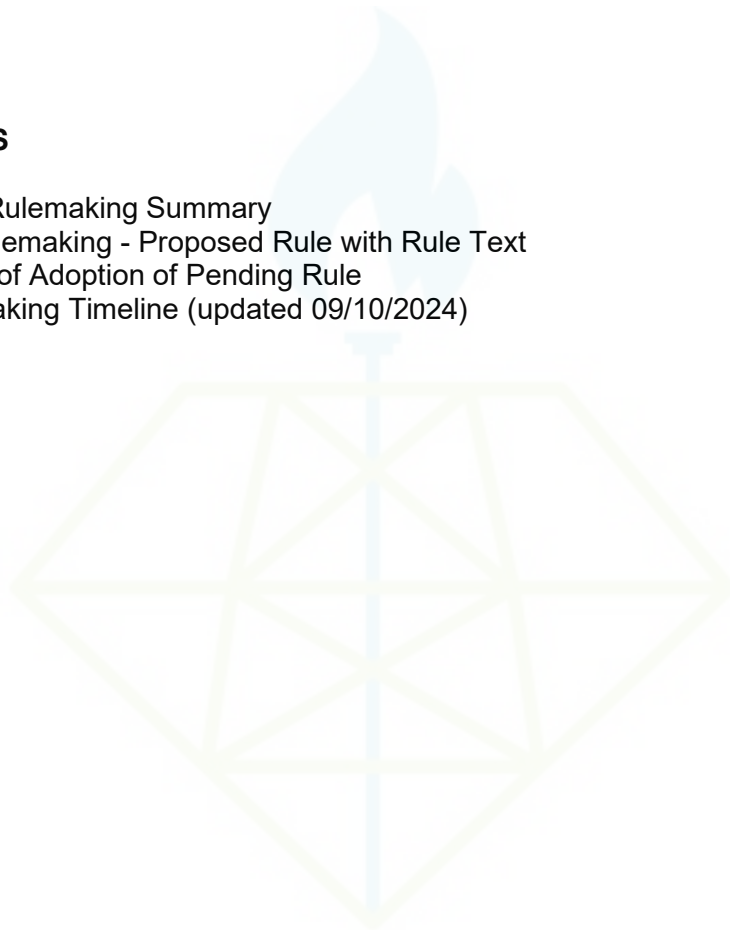 s
Rulemaking Summary
emaking - Proposed Rule with Rule Text
of Adoption of Pending Rule
aking Timeline (updated 09/10/2024)